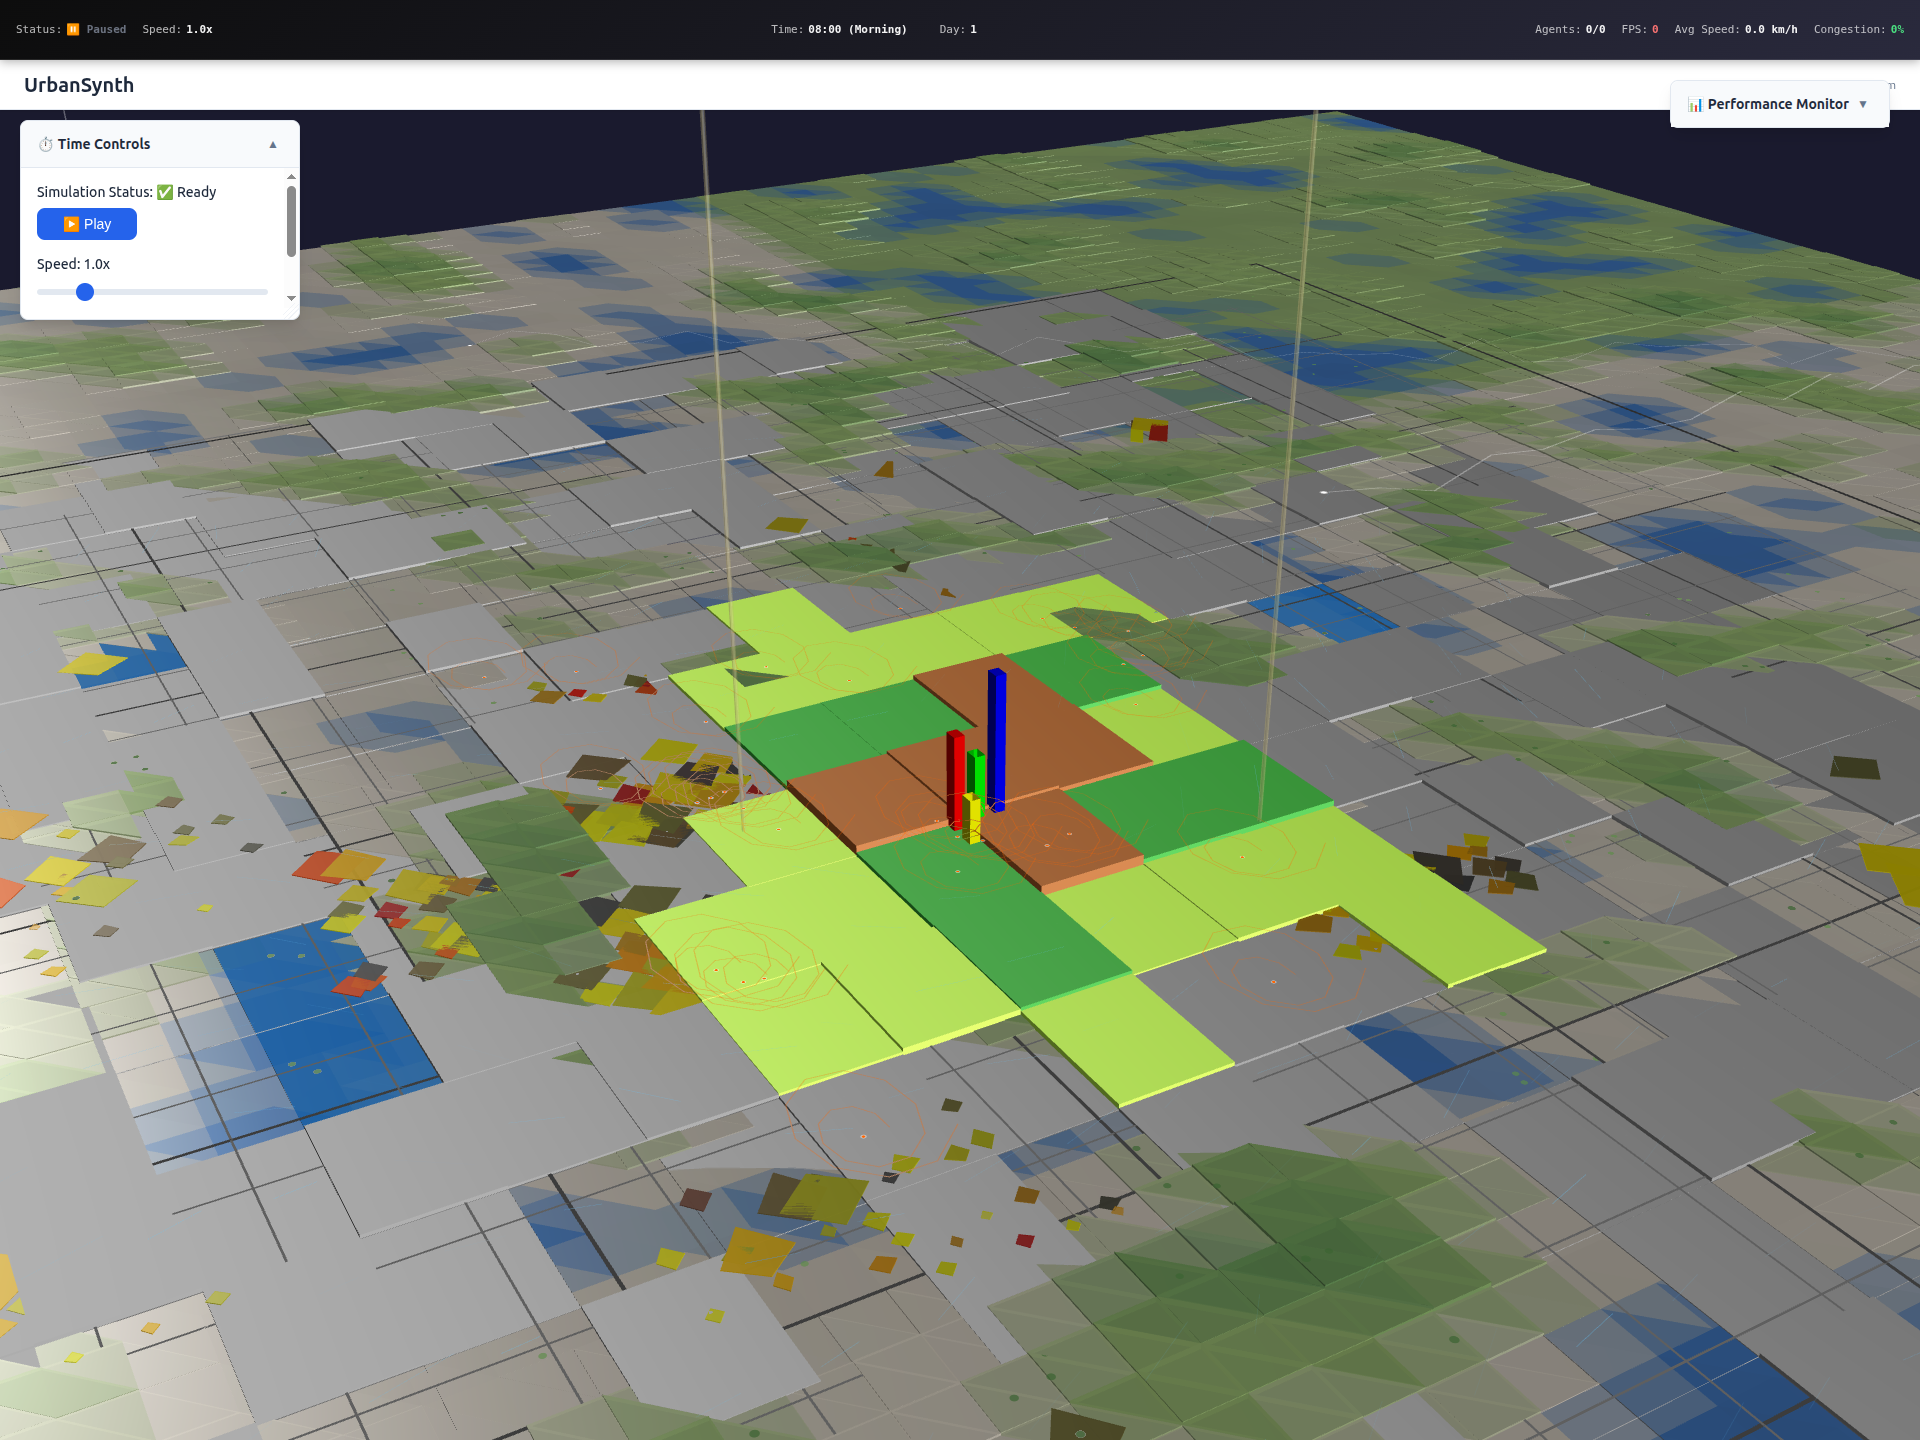 Status: ⏸ Paused Speed: 1.0x Time: 08:00 (Morning) Day: 1 Agents: 0/0 FPS: 0 Avg Speed: 0.0 km/h Congestion: 0%
UrbanSynth
📊 Performance Monitor ▼
⏱ Time Controls ▲
Simulation Status: ✅ Ready
▶ Play
Speed: 1.0x